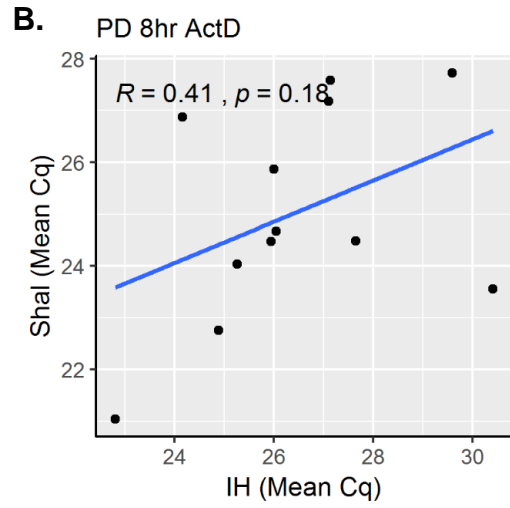 B.
PD 8hr ActD
R = 0.41 , p = 0.18
28
26
24
22
Shal (Mean Cq)
24 26 28 30
IH (Mean Cq)